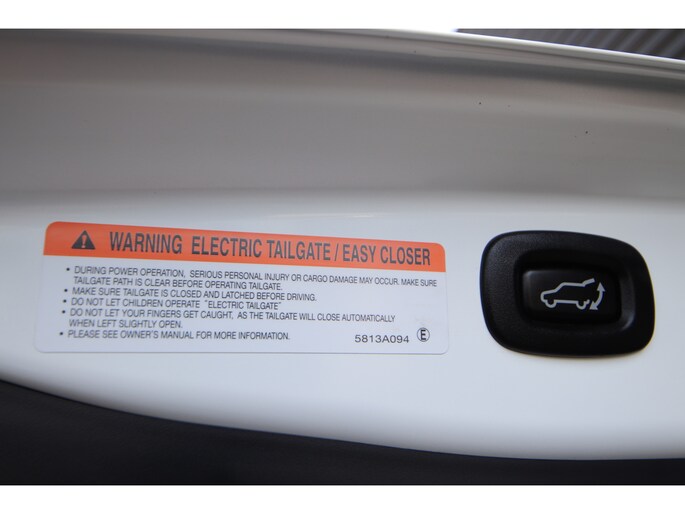 WARNING ELECTRIC TAILGATE / EASY CLOSER
• DURING POWER OPERATION, SERIOUS PERSONAL INJURY OR CARGO DAMAGE MAY OCCUR. MAKE SURE
TAILGATE PATH IS CLEAR BEFORE OPERATING TAILGATE.
• MAKE SURE TAILGATE IS CLOSED AND LATCHED BEFORE DRIVING.
• DO NOT LET CHILDREN OPERATE "ELECTRIC TAILGATE"
• DO NOT LET YOUR FINGERS GET CAUGHT, AS THE TAILGATE WILL CLOSE AUTOMATICALLY
WHEN LEFT SLIGHTLY OPEN.
• PLEASE SEE OWNER'S MANUAL FOR MORE INFORMATION.
5813A094 Ⓔ